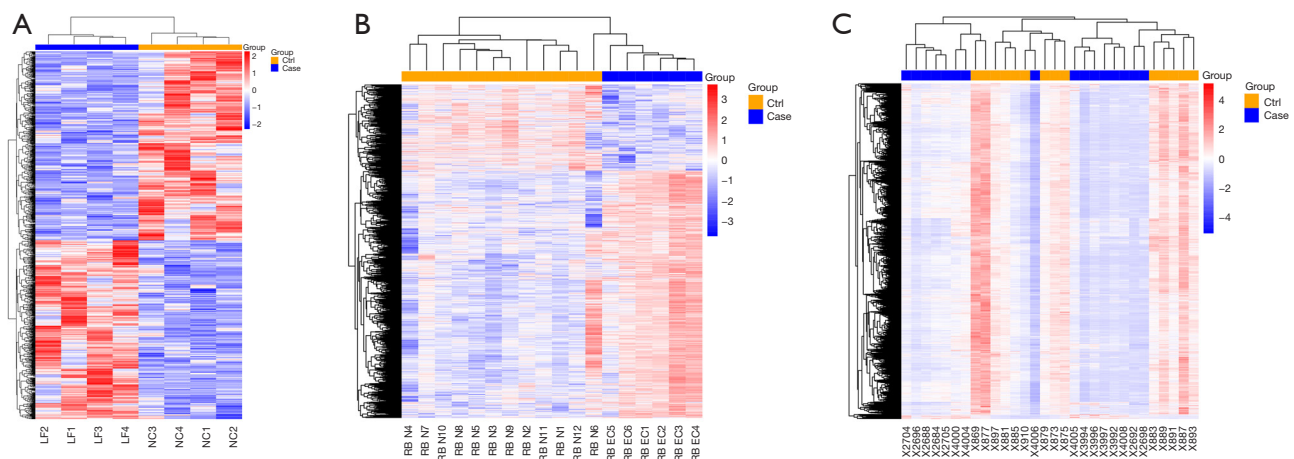 A
Group
Group
Ctrl
Case
2
1
0
−1
−2
LF2
LF1
LF3
LF4
NC3
NC4
NC1
NC2
B
Group
Group
Ctrl
Case
3
2
1
0
−1
−2
−3
RB N4
RB N7
RB N10
RB N8
RB N5
RB N3
RB N9
RB N2
RB N11
RB N1
RB N12
RB N6
RB EC5
RB EC6
RB EC1
RB EC2
RB EC3
RB EC4
C
Group
Group
Ctrl
Case
4
2
0
−2
−4
X2704
X2696
X2688
X2684
X2705
X4000
X4004
X869
X877
X897
X881
X885
X910
X4006
X879
X873
X875
X4005
X3994
X3996
X3997
X3992
X4008
X2692
X2698
X883
X889
X891
X887
X893